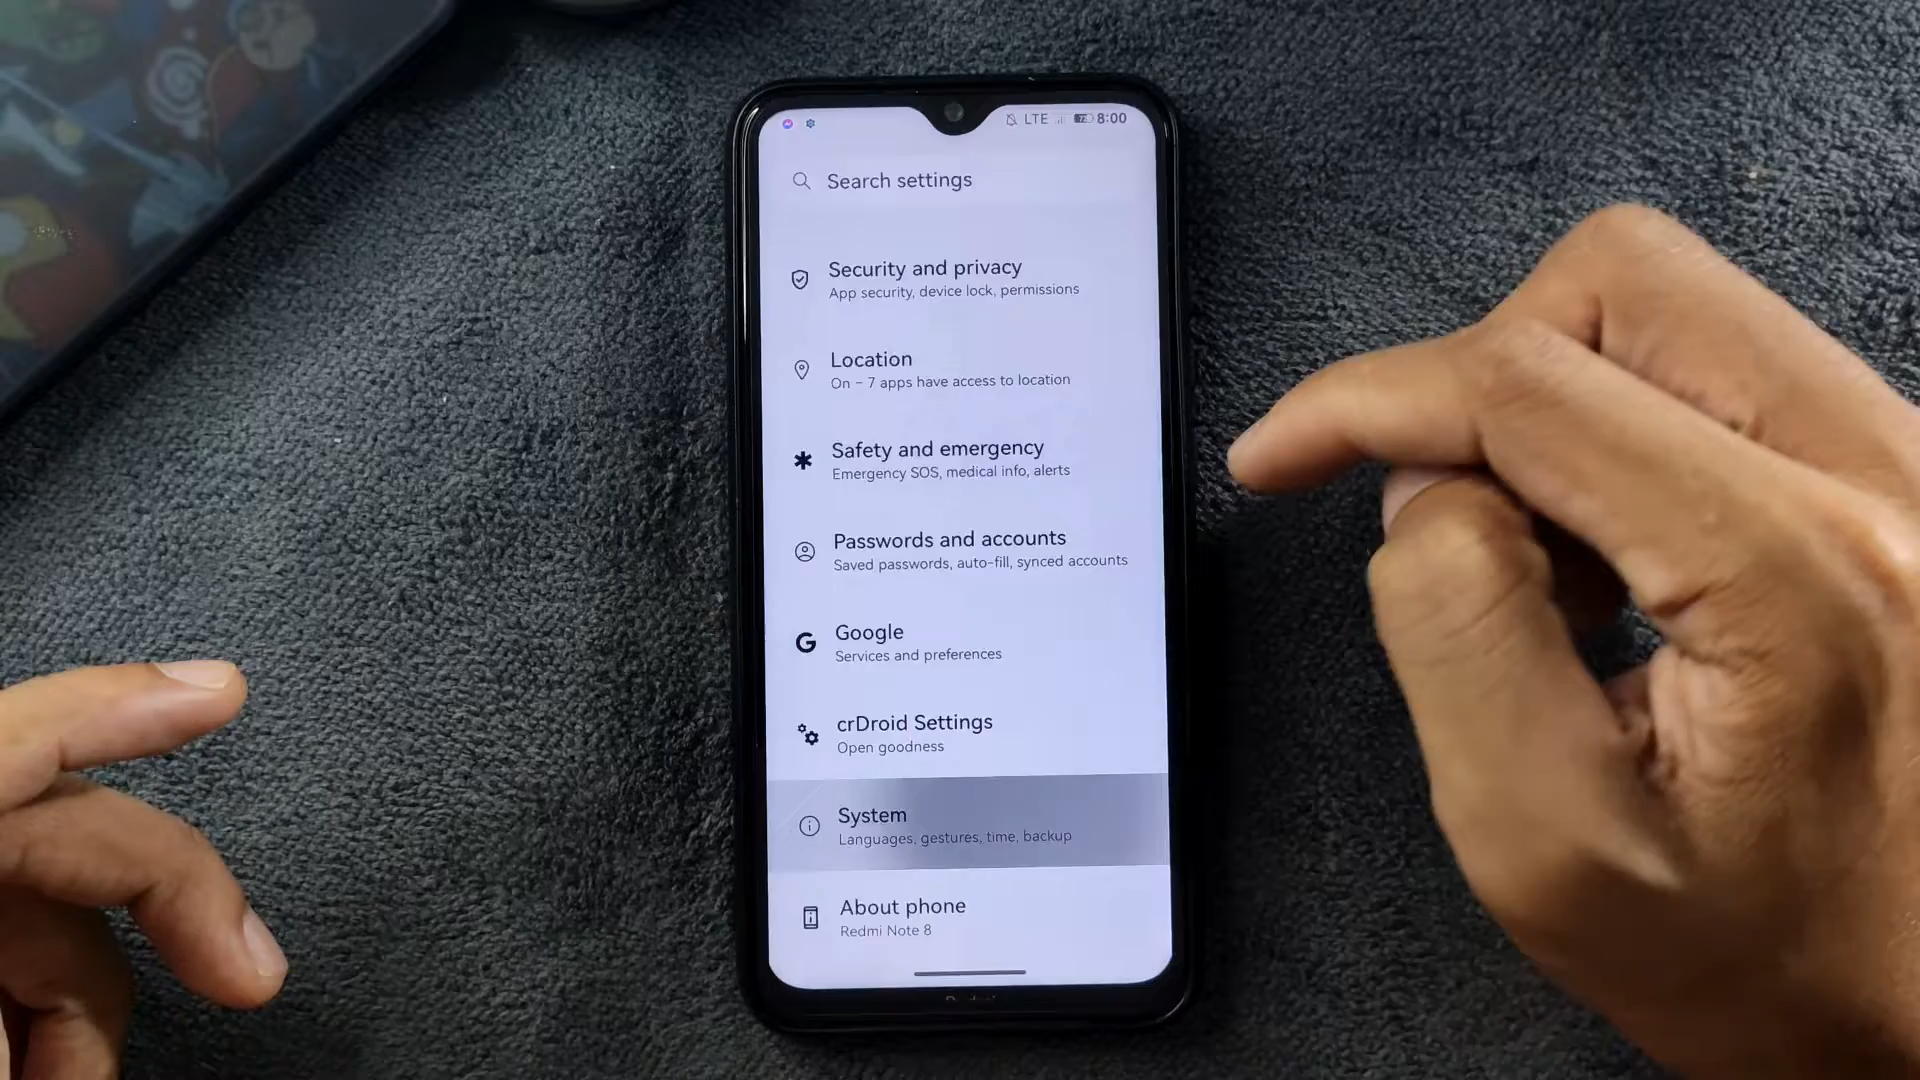 LTE 8:00
Search settings
Security and privacy
App security, device lock, permissions
Location
On – 7 apps have access to location
Safety and emergency
Emergency SOS, medical info, alerts
Passwords and accounts
Saved passwords, auto-fill, synced accounts
Google
Services and preferences
crDroid Settings
Open goodness
System
Languages, gestures, time, backup
About phone
Redmi Note 8